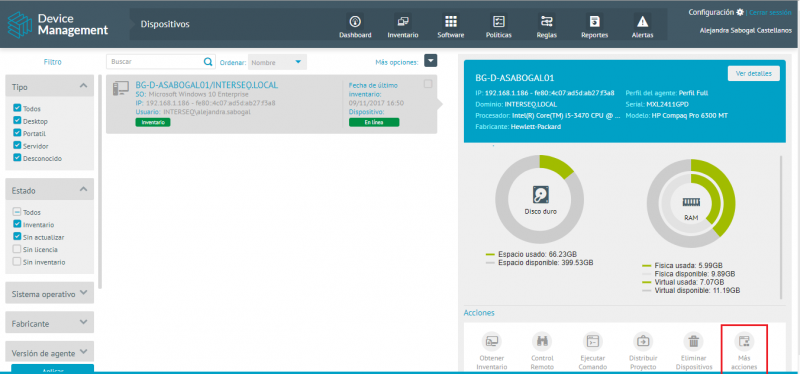 Device
Management
Dispositivos
Dashboard
Inventario
Software
Políticas
Reglas
Reportes
Alertas
Configuración | Cerrar sesión
Alejandra Sabogal Castellanos
Filtro
Tipo
Todos
Desktop
Portatil
Servidor
Desconocido
Estado
Todos
Inventario
Sin actualizar
Sin licencia
Sin inventario
Sistema operativo
Fabricante
Versión de agente
Aplicar
Buscar
Ordenar:
Nombre
Más opciones:
BG-D-ASABOGAL01/INTERSEQ.LOCAL
SO: Microsoft Windows 10 Enterprise
IP: 192.168.1.186 - fe80::4c07:ad5d:ab27:f3a8
Usuario: INTERSEQ\alejandra.sabogal
Inventario
Fecha de último
inventario:
09/11/2017 16:50
Dispositivo:
En línea
BG-D-ASABOGAL01
Ver detalles
IP: 192.168.1.186 - fe80::4c07:ad5d:ab27:f3a8
Perfil del agente: Perfil Full
Dominio: INTERSEQ.LOCAL
Serial: MXL2411GPD
Procesador: Intel(R) Core(TM) i5-3470 CPU @ ...
Modelo: HP Compaq Pro 6300 MT
Fabricante: Hewlett-Packard
Disco duro
Espacio usado: 66.23GB
Espacio disponible: 399.53GB
RAM
Fisica usada: 5.99GB
Fisica disponible: 9.89GB
Virtual usada: 7.07GB
Virtual disponible: 11.19GB
Acciones
Obtener
Inventario
Control
Remoto
Ejecutar
Comando
Distribuir
Proyecto
Eliminar
Dispositivos
Más
acciones